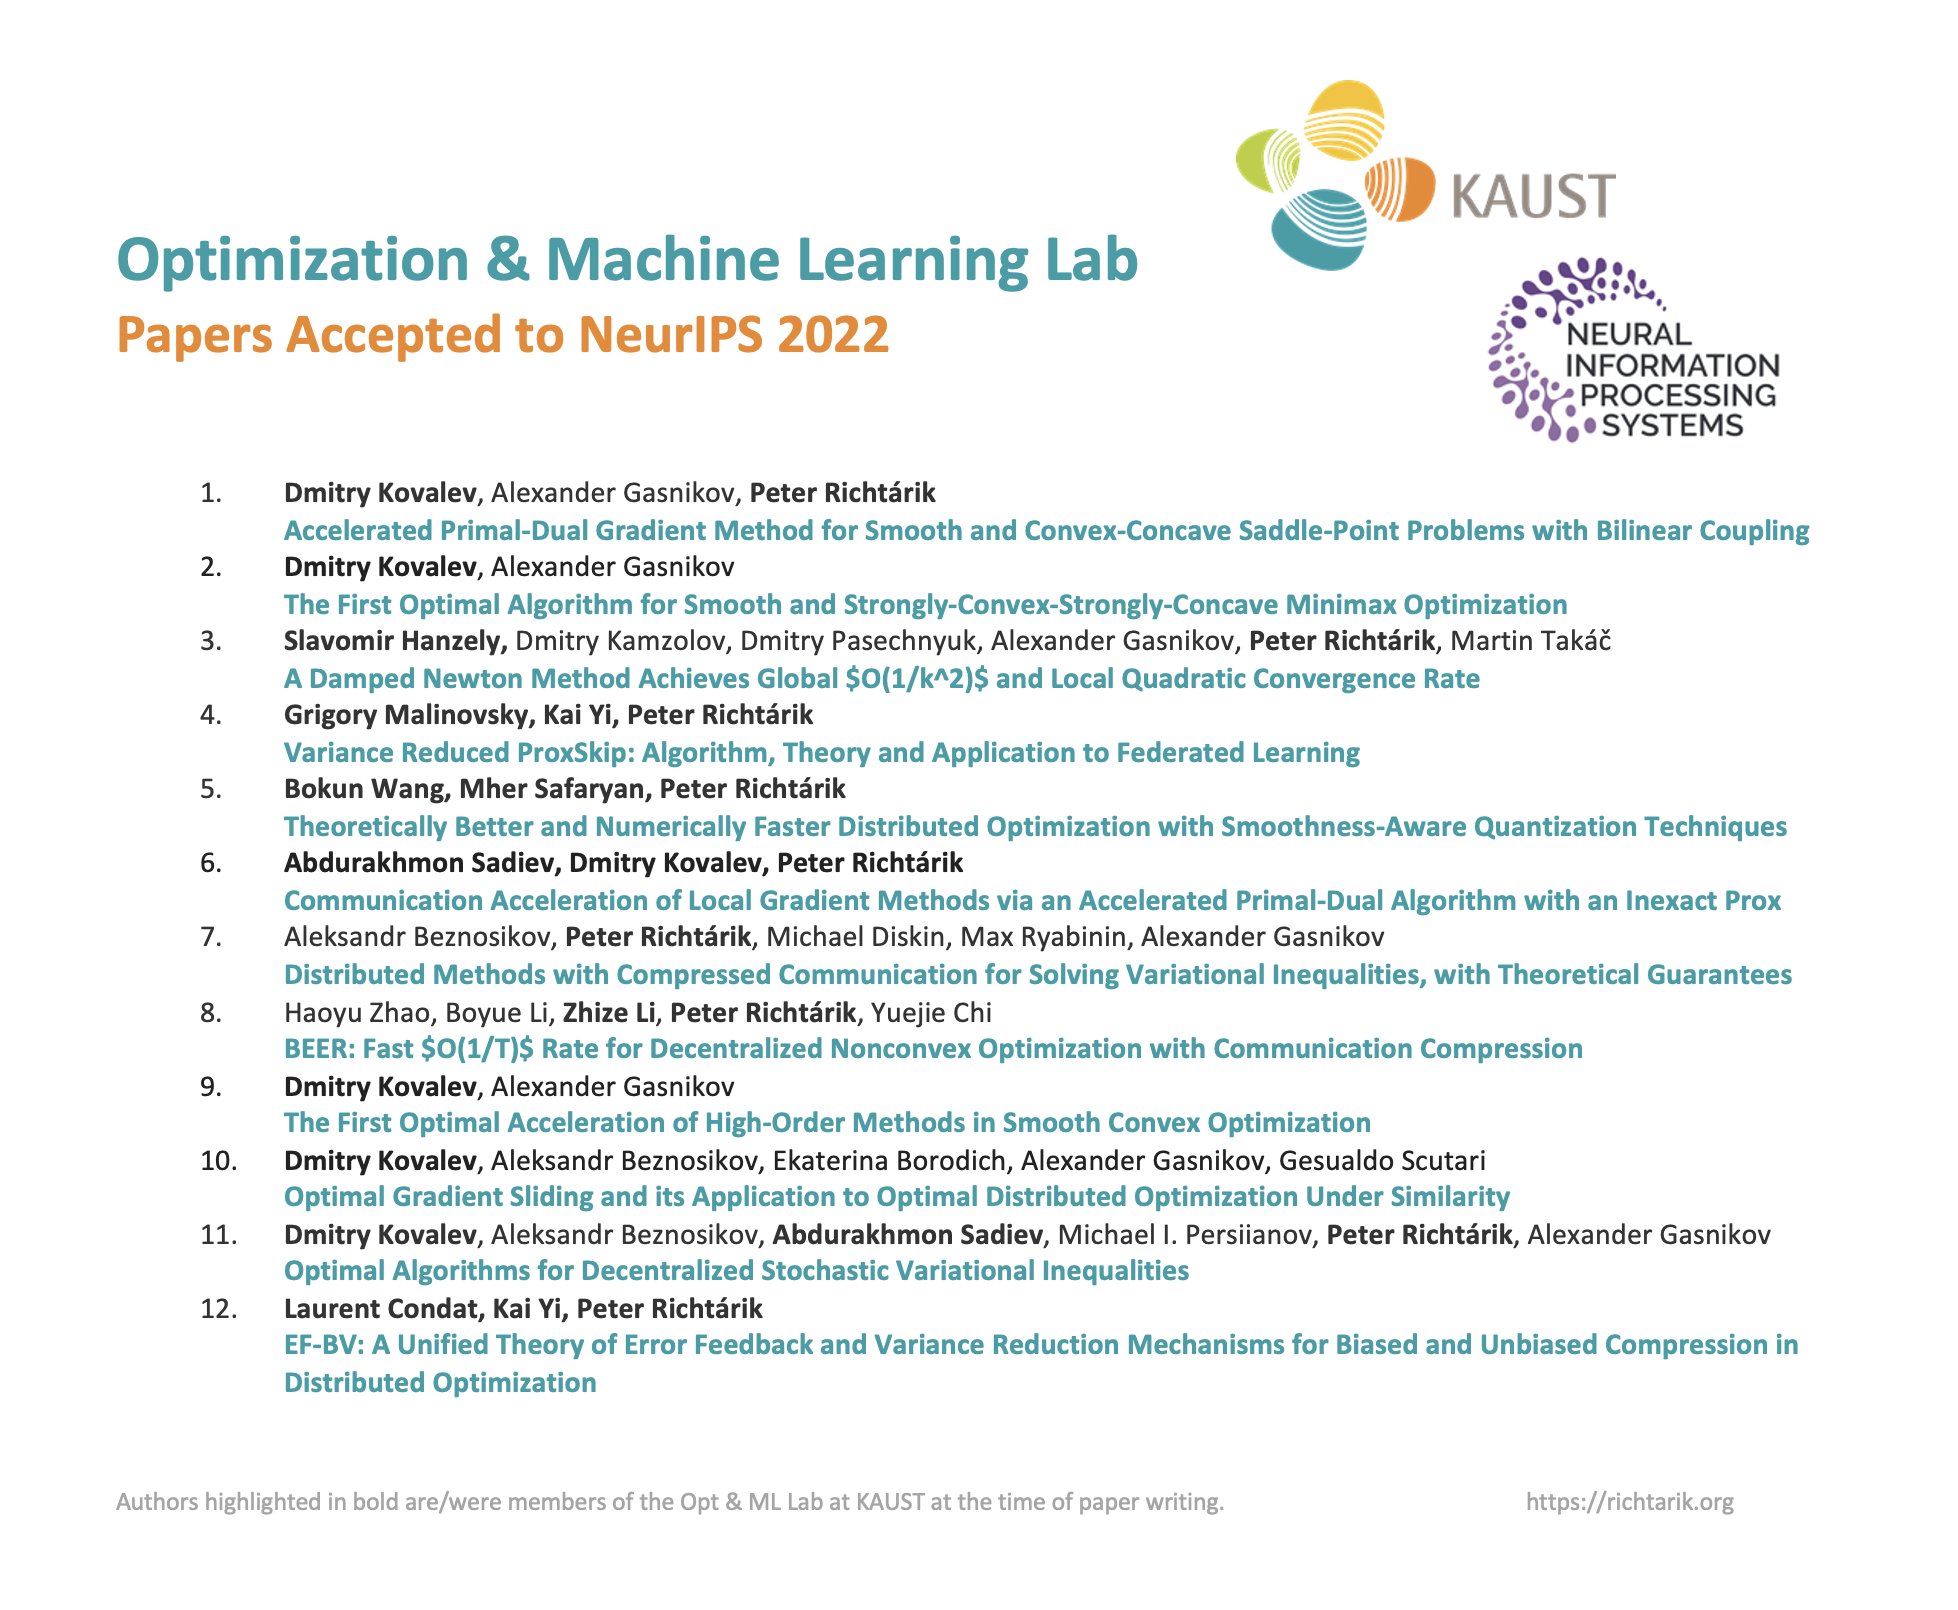 KAUST
Optimization & Machine Learning Lab
Papers Accepted to NeurIPS 2022
NEURAL
INFORMATION
PROCESSING
SYSTEMS
1. Dmitry Kovalev, Alexander Gasnikov, Peter Richtárik
Accelerated Primal-Dual Gradient Method for Smooth and Convex-Concave Saddle-Point Problems with Bilinear Coupling
2. Dmitry Kovalev, Alexander Gasnikov
The First Optimal Algorithm for Smooth and Strongly-Convex-Strongly-Concave Minimax Optimization
3. Slavomir Hanzely, Dmitry Kamzolov, Dmitry Pasechnyuk, Alexander Gasnikov, Peter Richtárik, Martin Takáč
A Damped Newton Method Achieves Global $O(1/k^2)$ and Local Quadratic Convergence Rate
4. Grigory Malinovsky, Kai Yi, Peter Richtárik
Variance Reduced ProxSkip: Algorithm, Theory and Application to Federated Learning
5. Bokun Wang, Mher Safaryan, Peter Richtárik
Theoretically Better and Numerically Faster Distributed Optimization with Smoothness-Aware Quantization Techniques
6. Abdurakhmon Sadiev, Dmitry Kovalev, Peter Richtárik
Communication Acceleration of Local Gradient Methods via an Accelerated Primal-Dual Algorithm with an Inexact Prox
7. Aleksandr Beznosikov, Peter Richtárik, Michael Diskin, Max Ryabinin, Alexander Gasnikov
Distributed Methods with Compressed Communication for Solving Variational Inequalities, with Theoretical Guarantees
8. Haoyu Zhao, Boyue Li, Zhize Li, Peter Richtárik, Yuejie Chi
BEER: Fast $O(1/T)$ Rate for Decentralized Nonconvex Optimization with Communication Compression
9. Dmitry Kovalev, Alexander Gasnikov
The First Optimal Acceleration of High-Order Methods in Smooth Convex Optimization
10. Dmitry Kovalev, Aleksandr Beznosikov, Ekaterina Borodich, Alexander Gasnikov, Gesualdo Scutari
Optimal Gradient Sliding and its Application to Optimal Distributed Optimization Under Similarity
11. Dmitry Kovalev, Aleksandr Beznosikov, Abdurakhmon Sadiev, Michael I. Persiianov, Peter Richtárik, Alexander Gasnikov
Optimal Algorithms for Decentralized Stochastic Variational Inequalities
12. Laurent Condat, Kai Yi, Peter Richtárik
EF-BV: A Unified Theory of Error Feedback and Variance Reduction Mechanisms for Biased and Unbiased Compression in
Distributed Optimization
Authors highlighted in bold are/were members of the Opt & ML Lab at KAUST at the time of paper writing.
https://richtarik.org